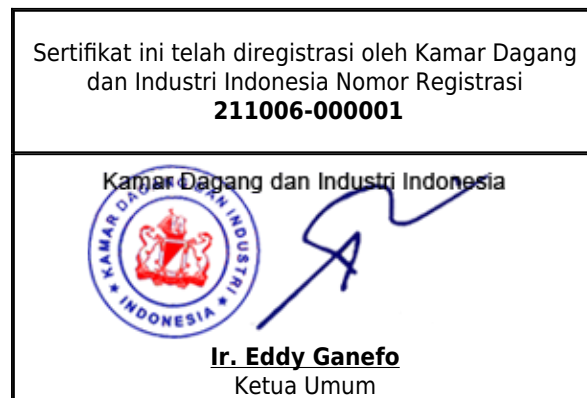 Sertifikat ini telah diregistrasi oleh Kamar Dagang
dan Industri Indonesia Nomor Registrasi
211006-000001
Kamar Dagang dan Industri Indonesia
KAMAR DAGANG DAN INDUSTRI
INDONESIA
Ir. Eddy Ganefo
Ketua Umum